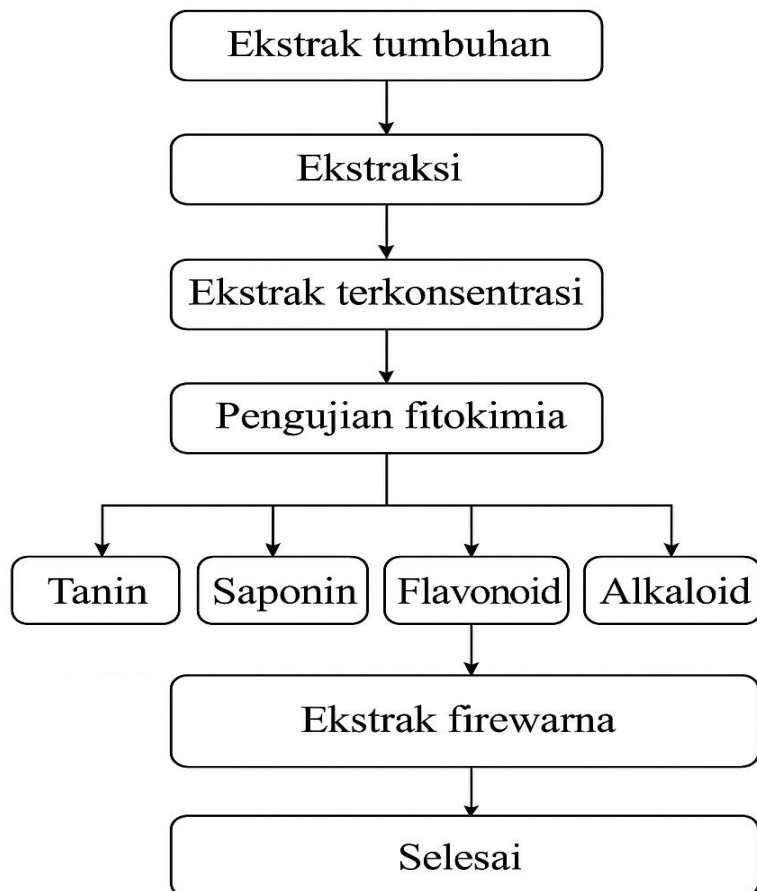 Ekstrak tumbuhan
Ekstraksi
Ekstrak terkonsentrasi
Pengujian fitokimia
Tanin
Saponin
Flavonoid
Alkaloid
Ekstrak firewarna
Selesai